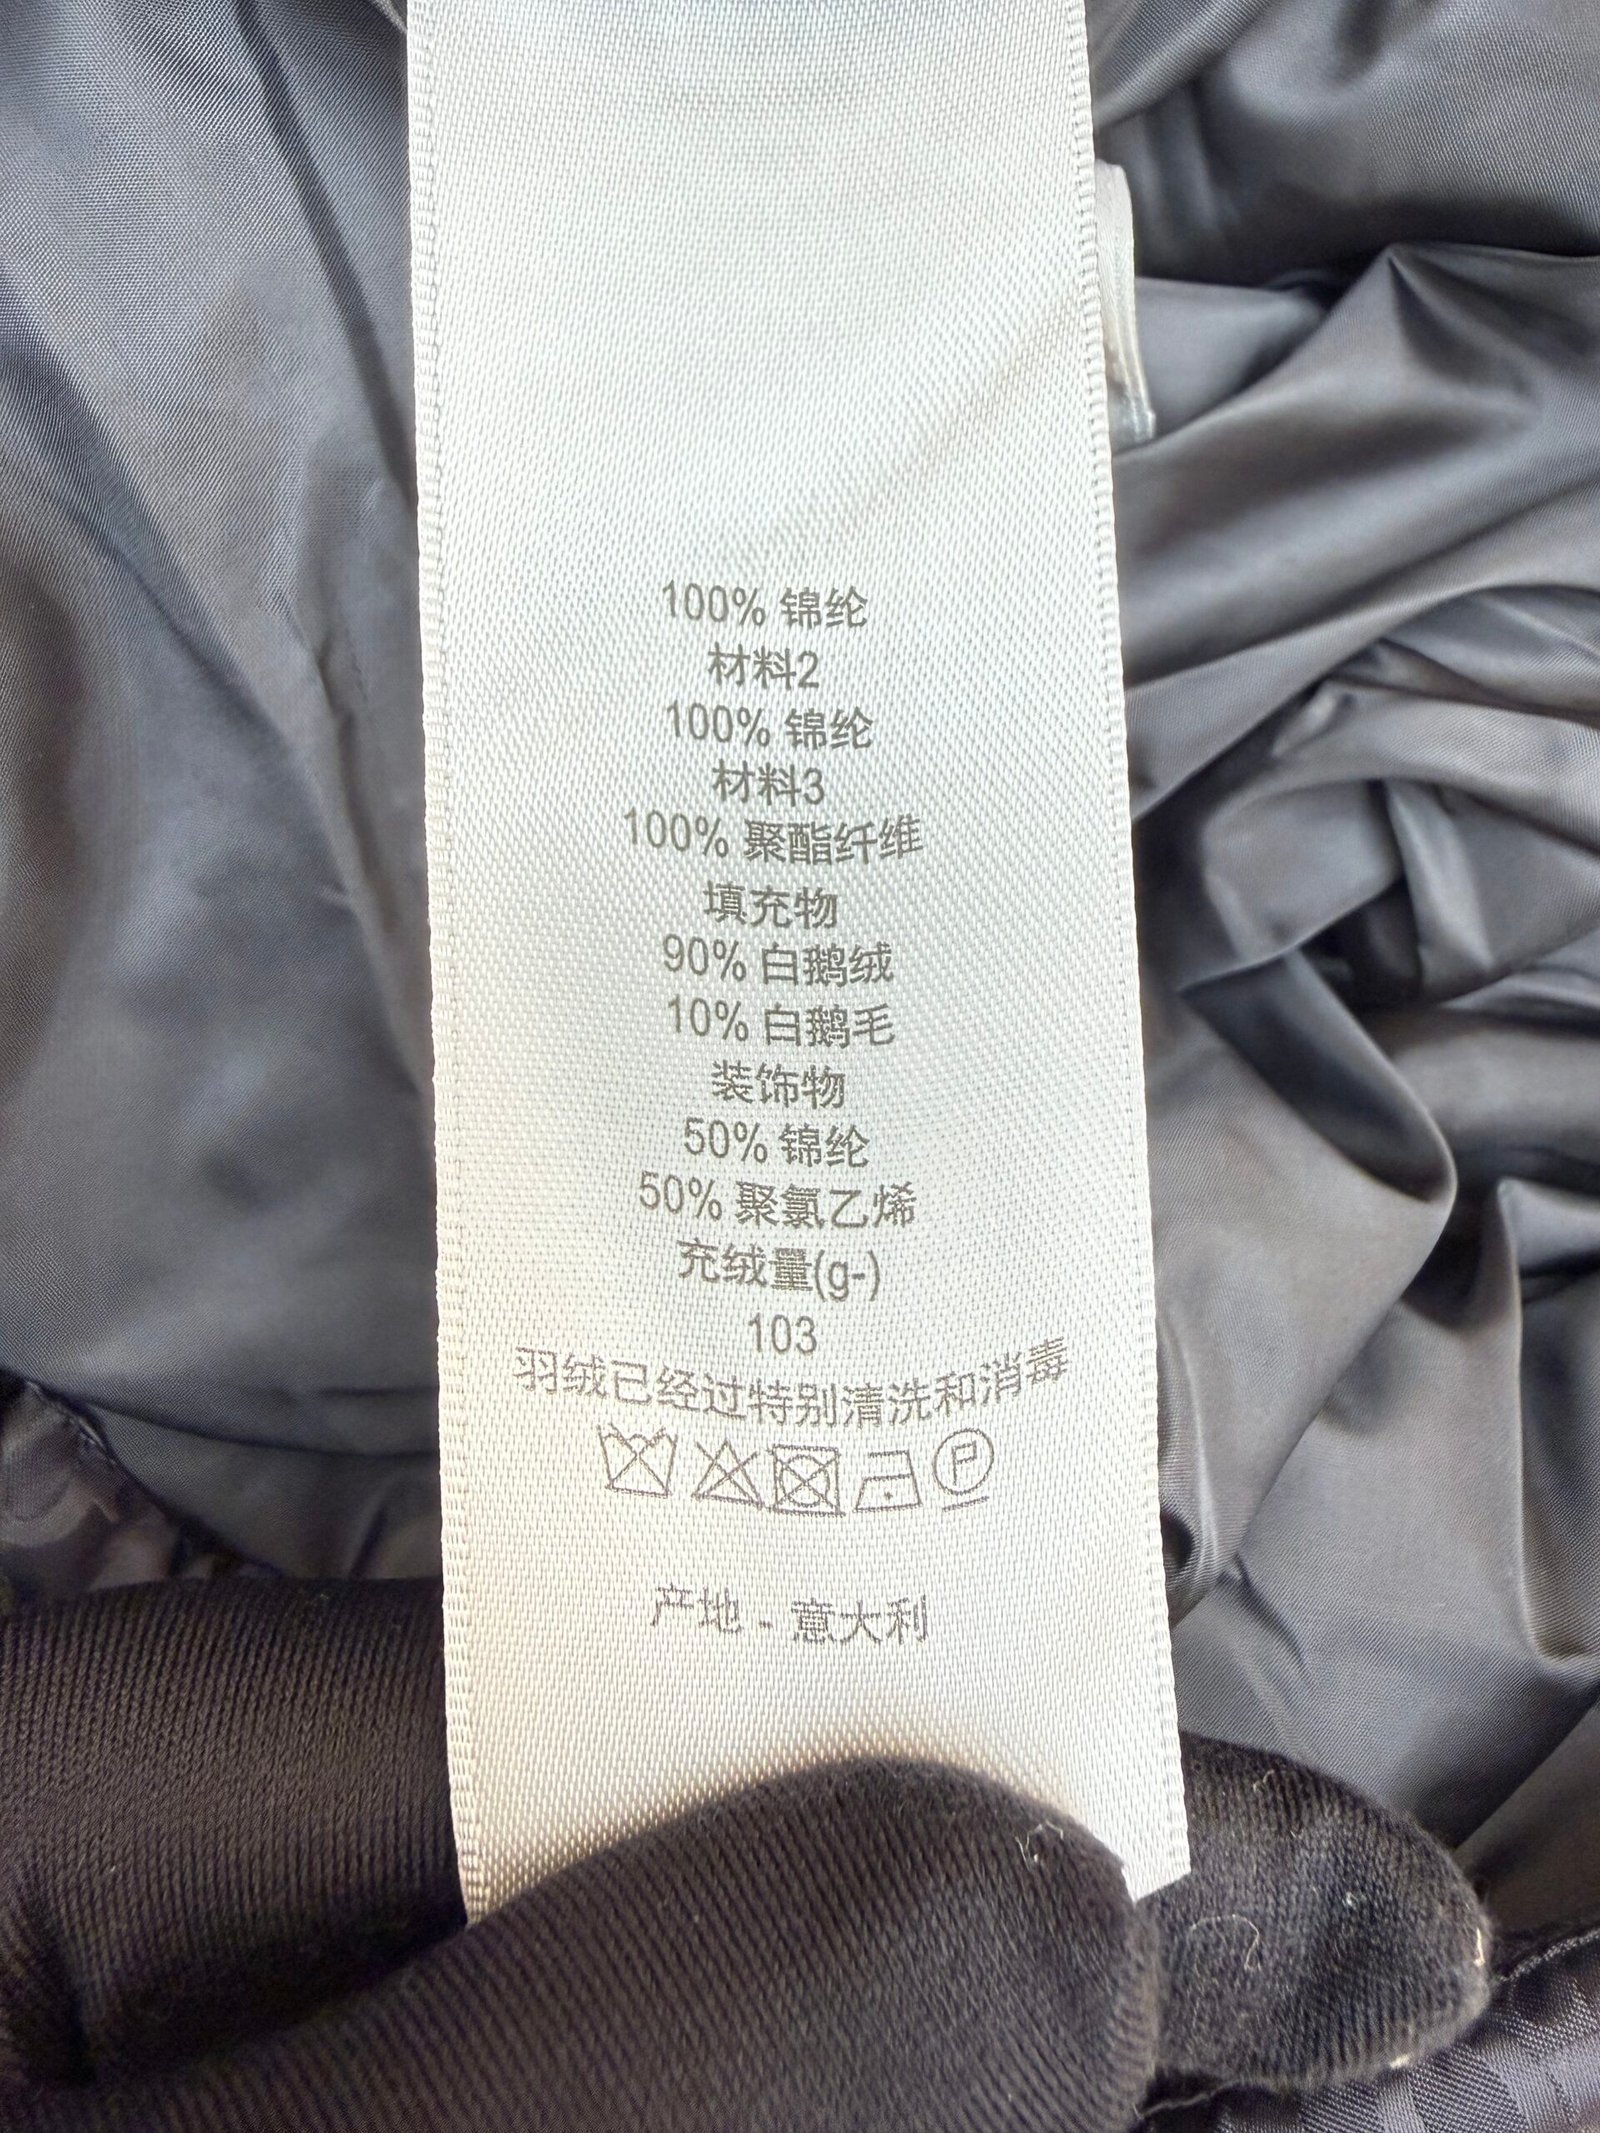 100% 锦纶
材料2
100% 锦纶
材料3
100% 聚酯纤维
填充物
90% 白鹅绒
10% 白鹅毛
装饰物
50% 锦纶
50% 聚氯乙烯
充绒量(g-)
103
羽绒已经过特别清洗和消毒
P
产地 - 意大利